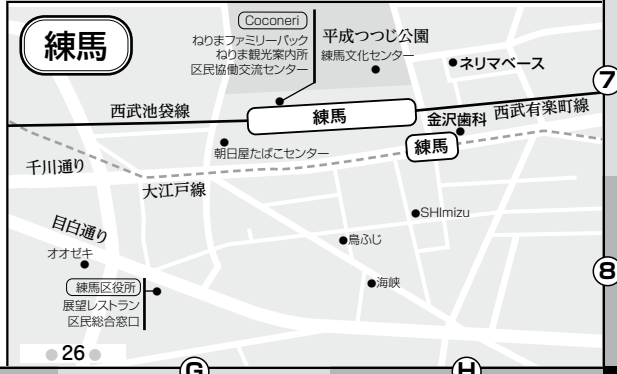 練馬
Coconeri
ねりまファミリーパック
ねりま観光案内所
区民協働交流センター
平成つつじ公園
練馬文化センター
ネリマベース
⑦
西武池袋線
練馬
金沢歯科
西武有楽町線
朝日屋たばこセンター
練馬
千川通り
大江戸線
目白通り
SHImizu
オオゼキ
鳥ふじ
⑧
練馬区役所
展望レストラン
区民総合窓口
海峡
26
Ⓖ
Ⓗ